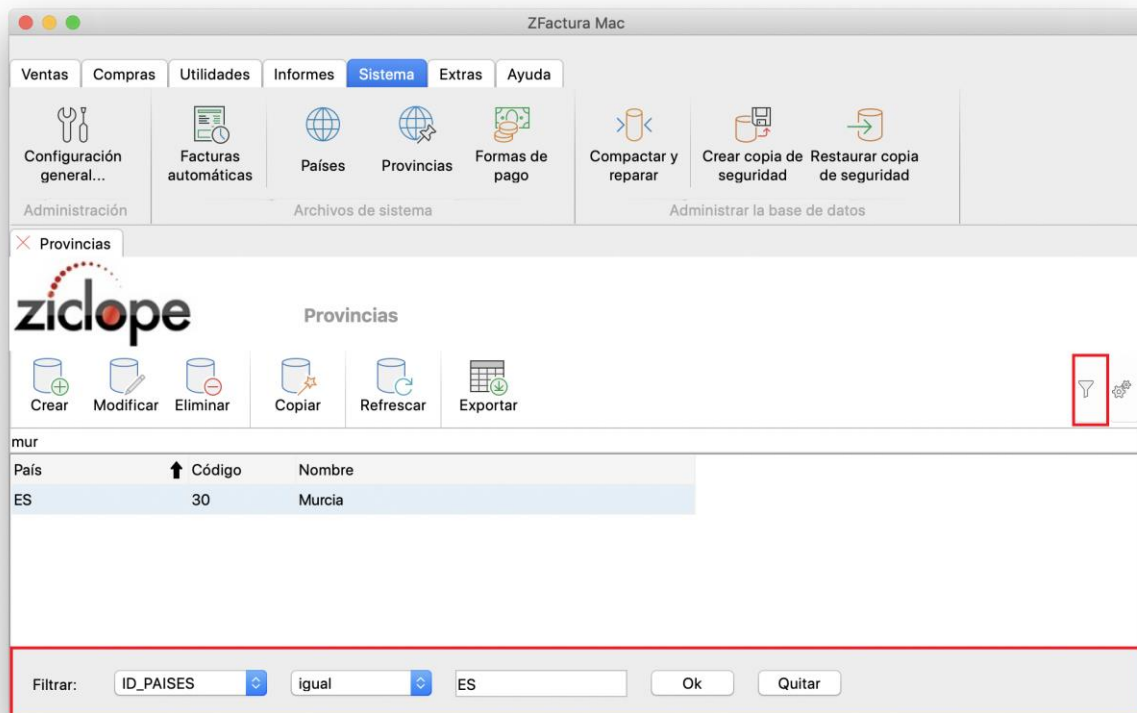 ZFactura Mac
Ventas Compras Utilidades Informes Sistema Extras Ayuda
Configuración general...
Facturas automáticas
Países
Provincias
Formas de pago
Compactar y reparar
Crear copia de seguridad
Restaurar copia de seguridad
Administración Archivos de sistema Administrar la base de datos
Provincias
ziclope
Provincias
Crear Modificar Eliminar Copiar Refrescar Exportar
mur
País Código Nombre
ES 30 Murcia
Filtrar: ID_PAISES igual ES Ok Quitar